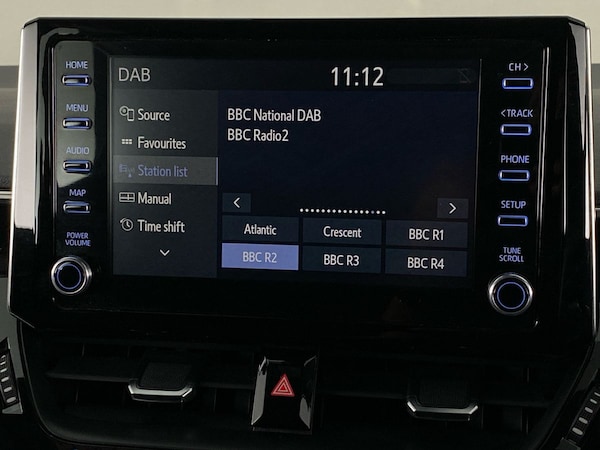 HOME
MENU
AUDIO
MAP
POWER
VOLUME
DAB
11:12
Source
Favourites
Station list
Manual
Time shift
BBC National DAB
BBC Radio2
Atlantic
Crescent
BBC R1
BBC R2
BBC R3
BBC R4
CH >
< TRACK
PHONE
SETUP
TUNE
SCROLL